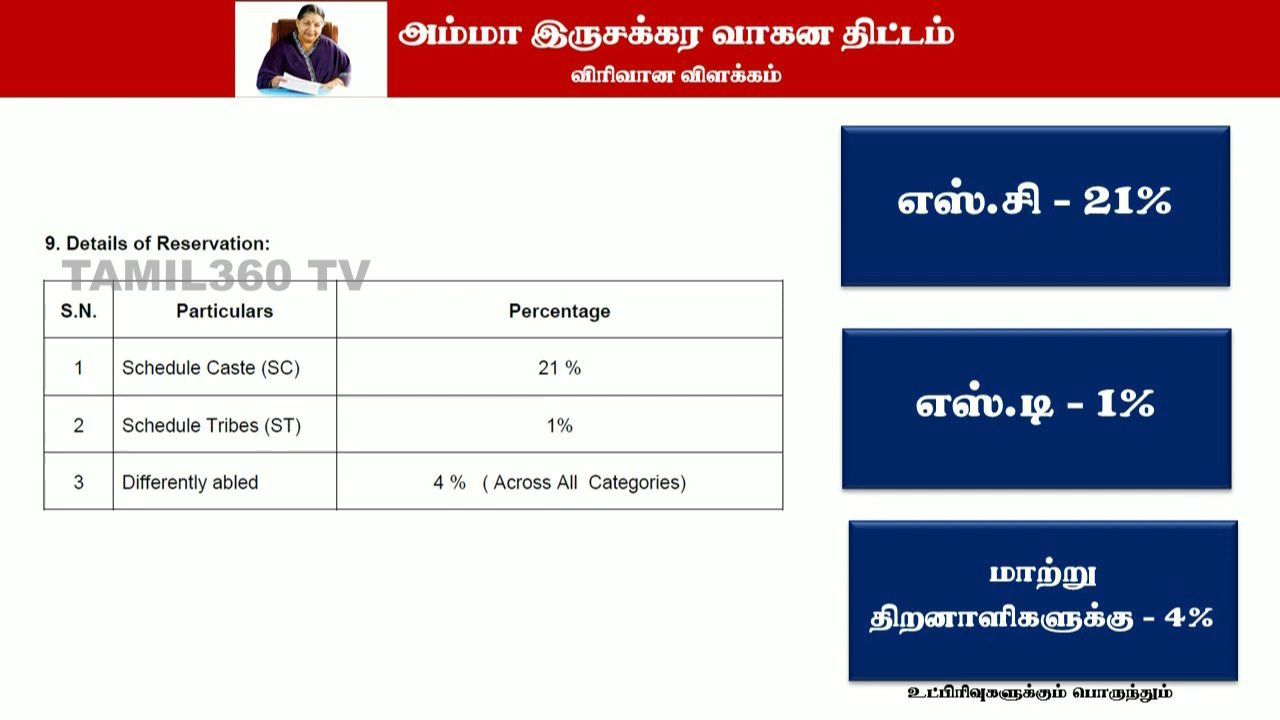 அம்மா இருசக்கர வாகன திட்டம்
விரிவான விளக்கம்
9. Details of Reservation:
TAMIL360 TV
S.N. Particulars Percentage
1 Schedule Caste (SC) 21 %
2 Schedule Tribes (ST) 1%
3 Differently abled 4 % ( Across All Categories)
எஸ்.சி - 21%
எஸ்.டி - 1%
மாற்று
திறனாளிகளுக்கு - 4%
உட்பிரிவுகளுக்கும் பொருந்தும்